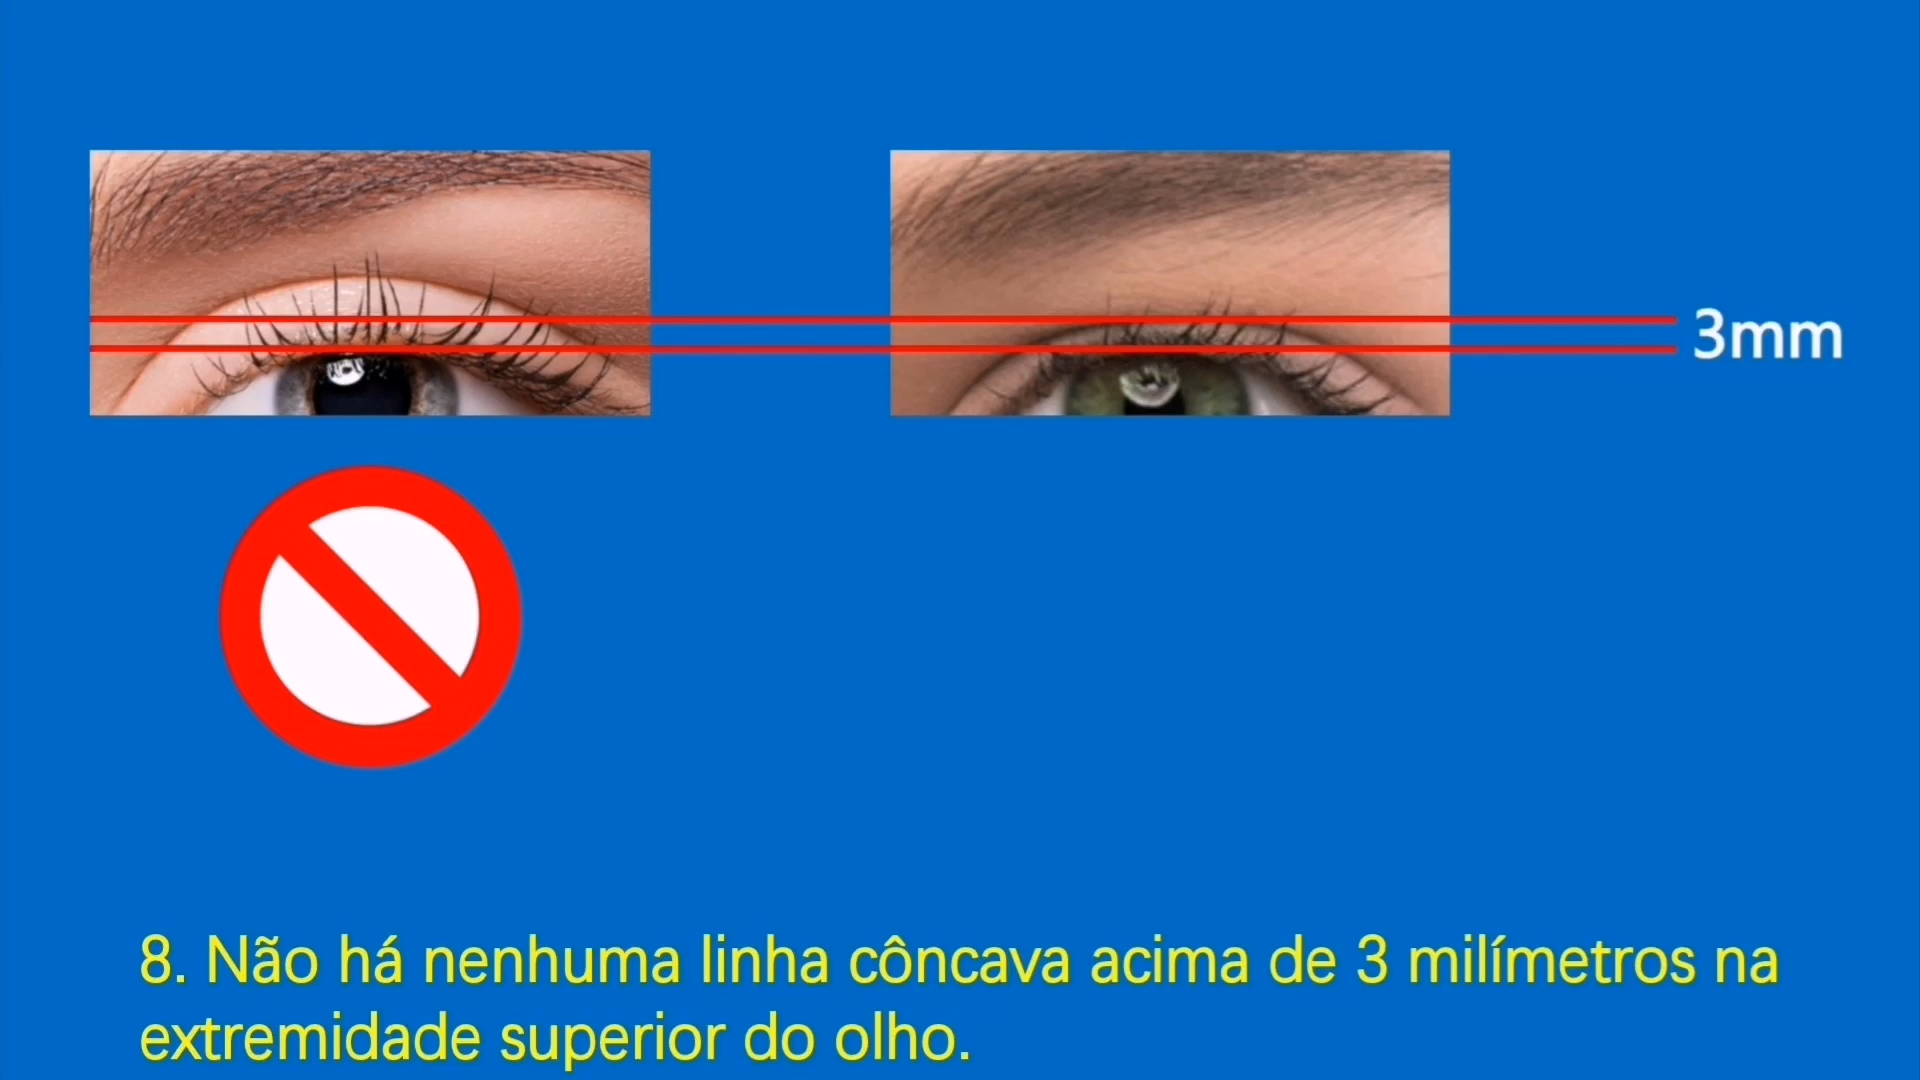 3mm
8. Não há nenhuma linha côncava acima de 3 milímetros na
extremidade superior do olho.